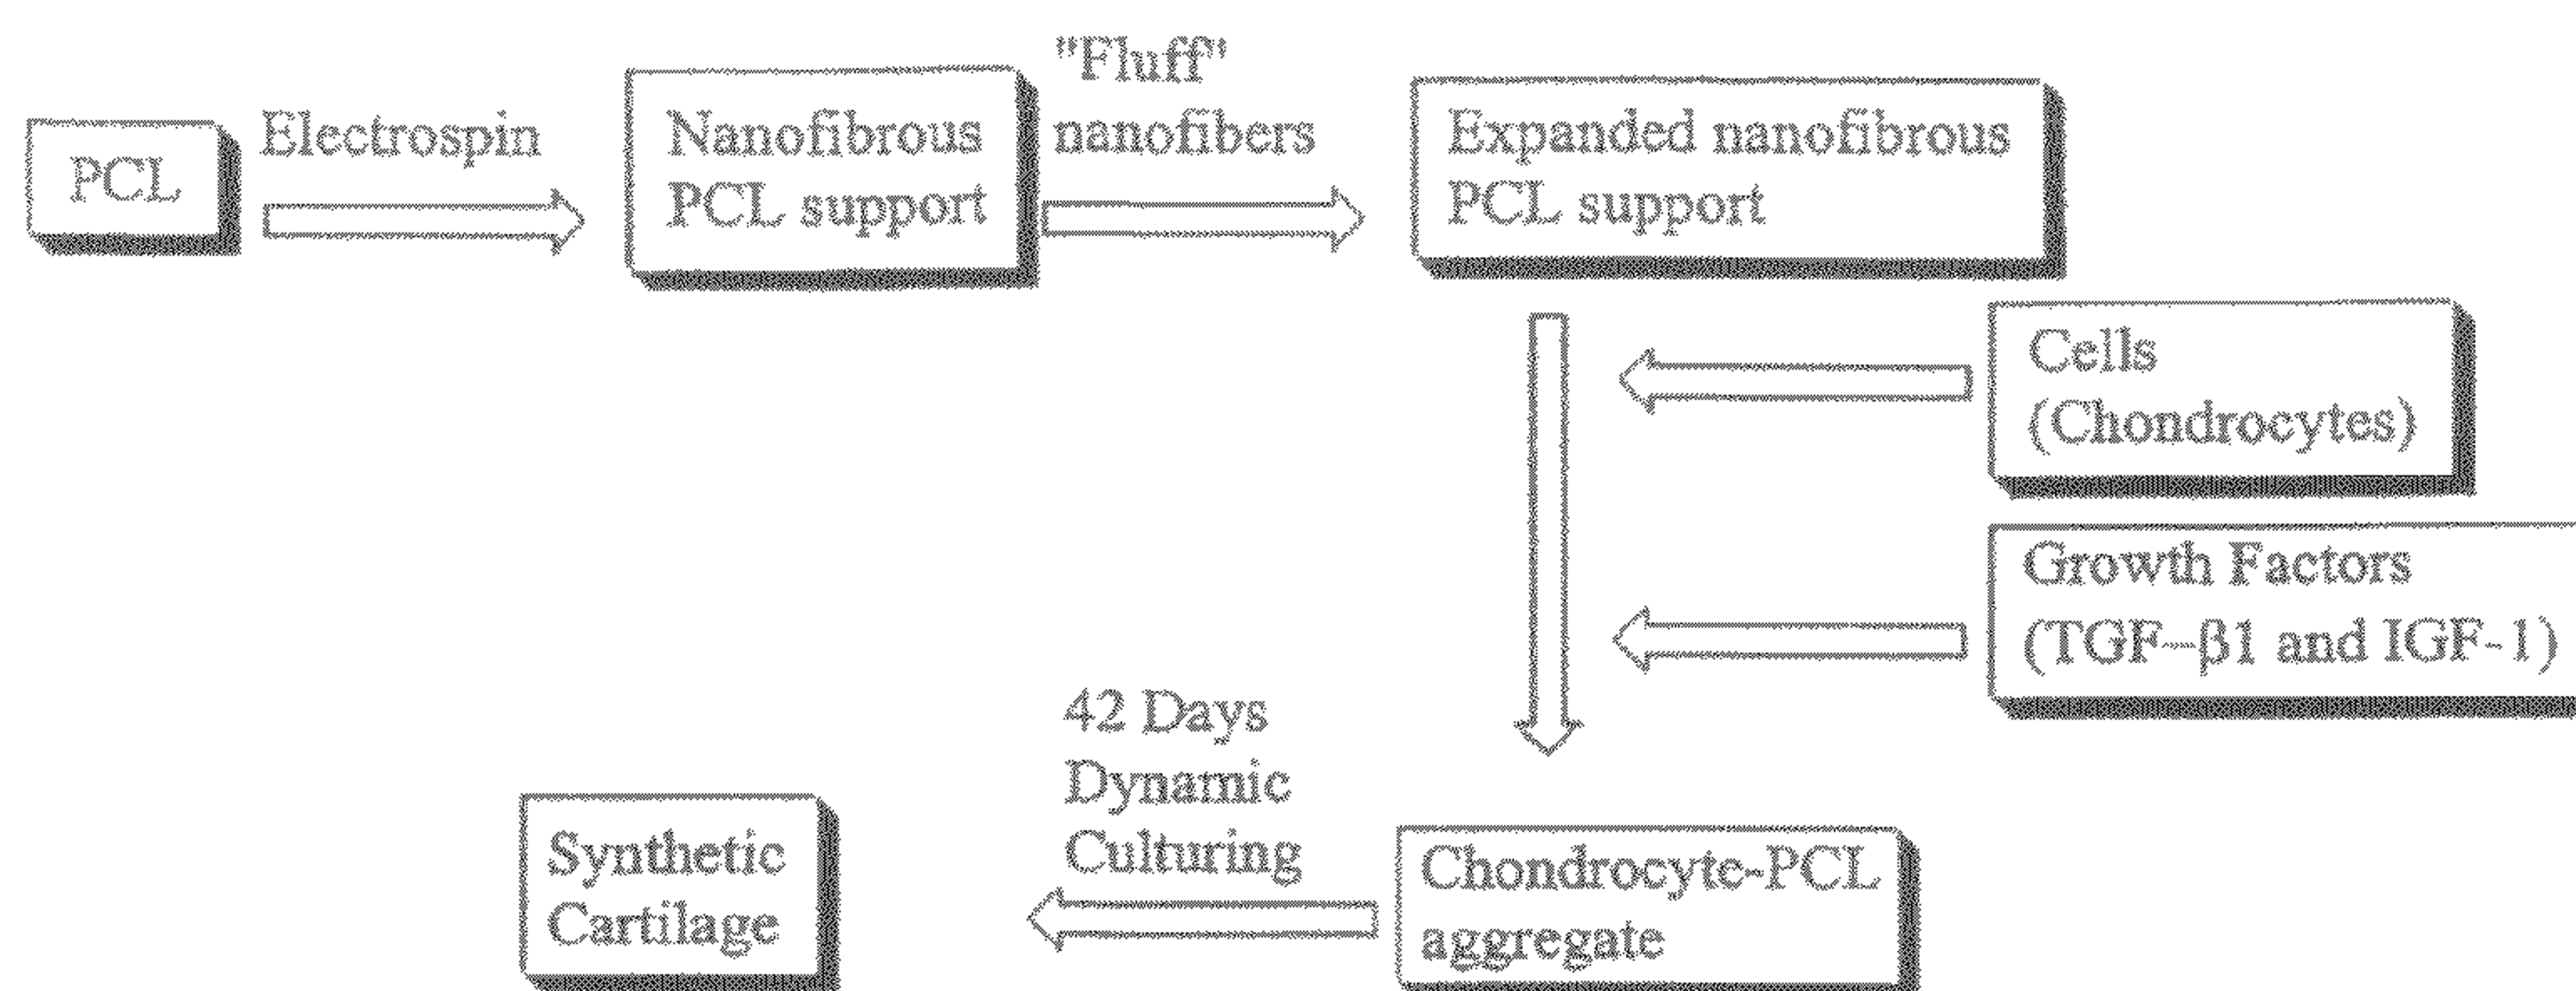 PCL
Electrospin
Nanofibrous
PCL support
"Fluff"
nanofibers
Expanded nanofibrous
PCL support
Cells
(Chondrocytes)
Growth Factors
(TGF-β1 and IGF-1)
Chondrocyte-PCL
aggregate
42 Days
Dynamic
Culturing
Synthetic
Cartilage